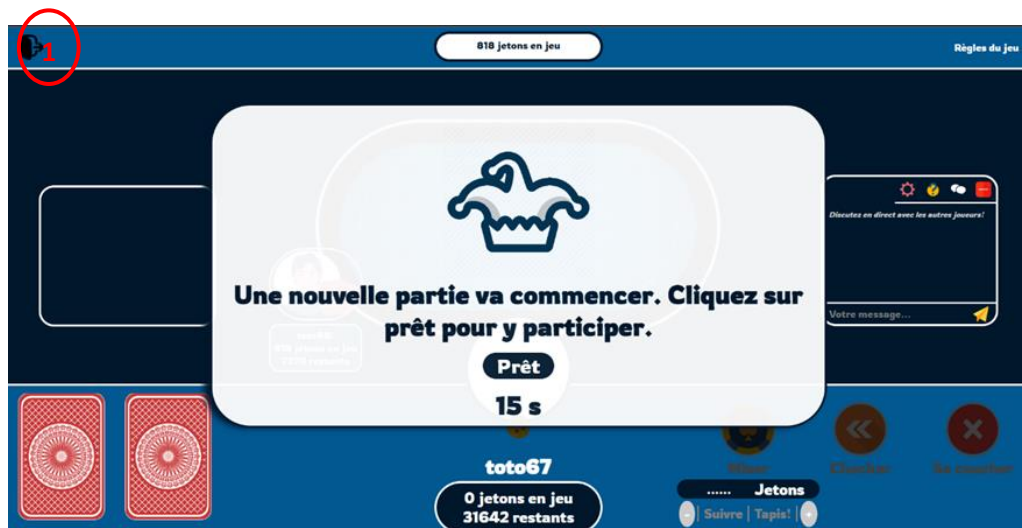 1
818 jetons en jeu
Règles du jeu
Discutez en direct avec les autres joueurs!
Votre message...
Une nouvelle partie va commencer. Cliquez sur
prêt pour y participer.
Prêt
15 s
toto67
0 jetons en jeu
31642 restants
Miser
Checker
Se coucher
...... Jetons
- Suivre | Tapis! | +